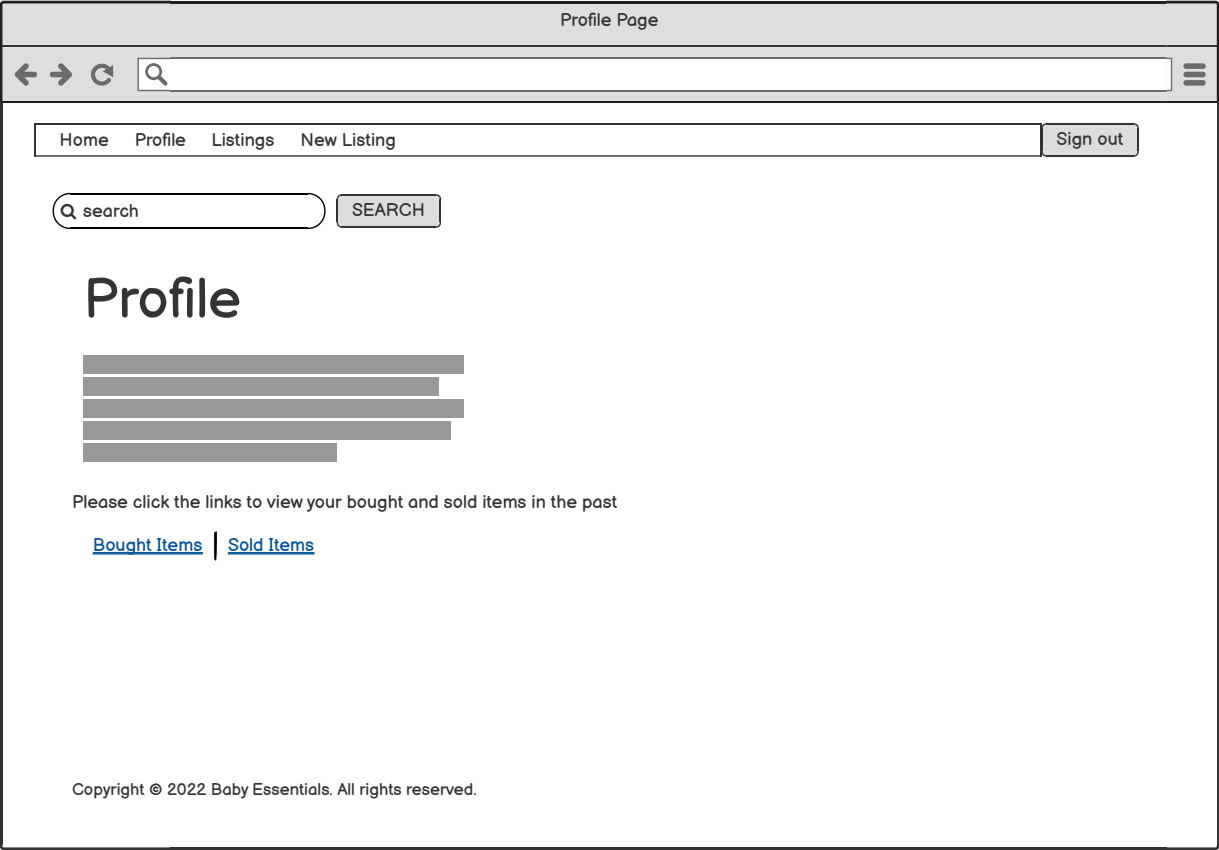 Profile Page
Home Profile Listings New Listing Sign out
search SEARCH
Profile
Please click the links to view your bought and sold items in the past
Bought Items Sold Items
Copyright © 2022 Baby Essentials. All rights reserved.